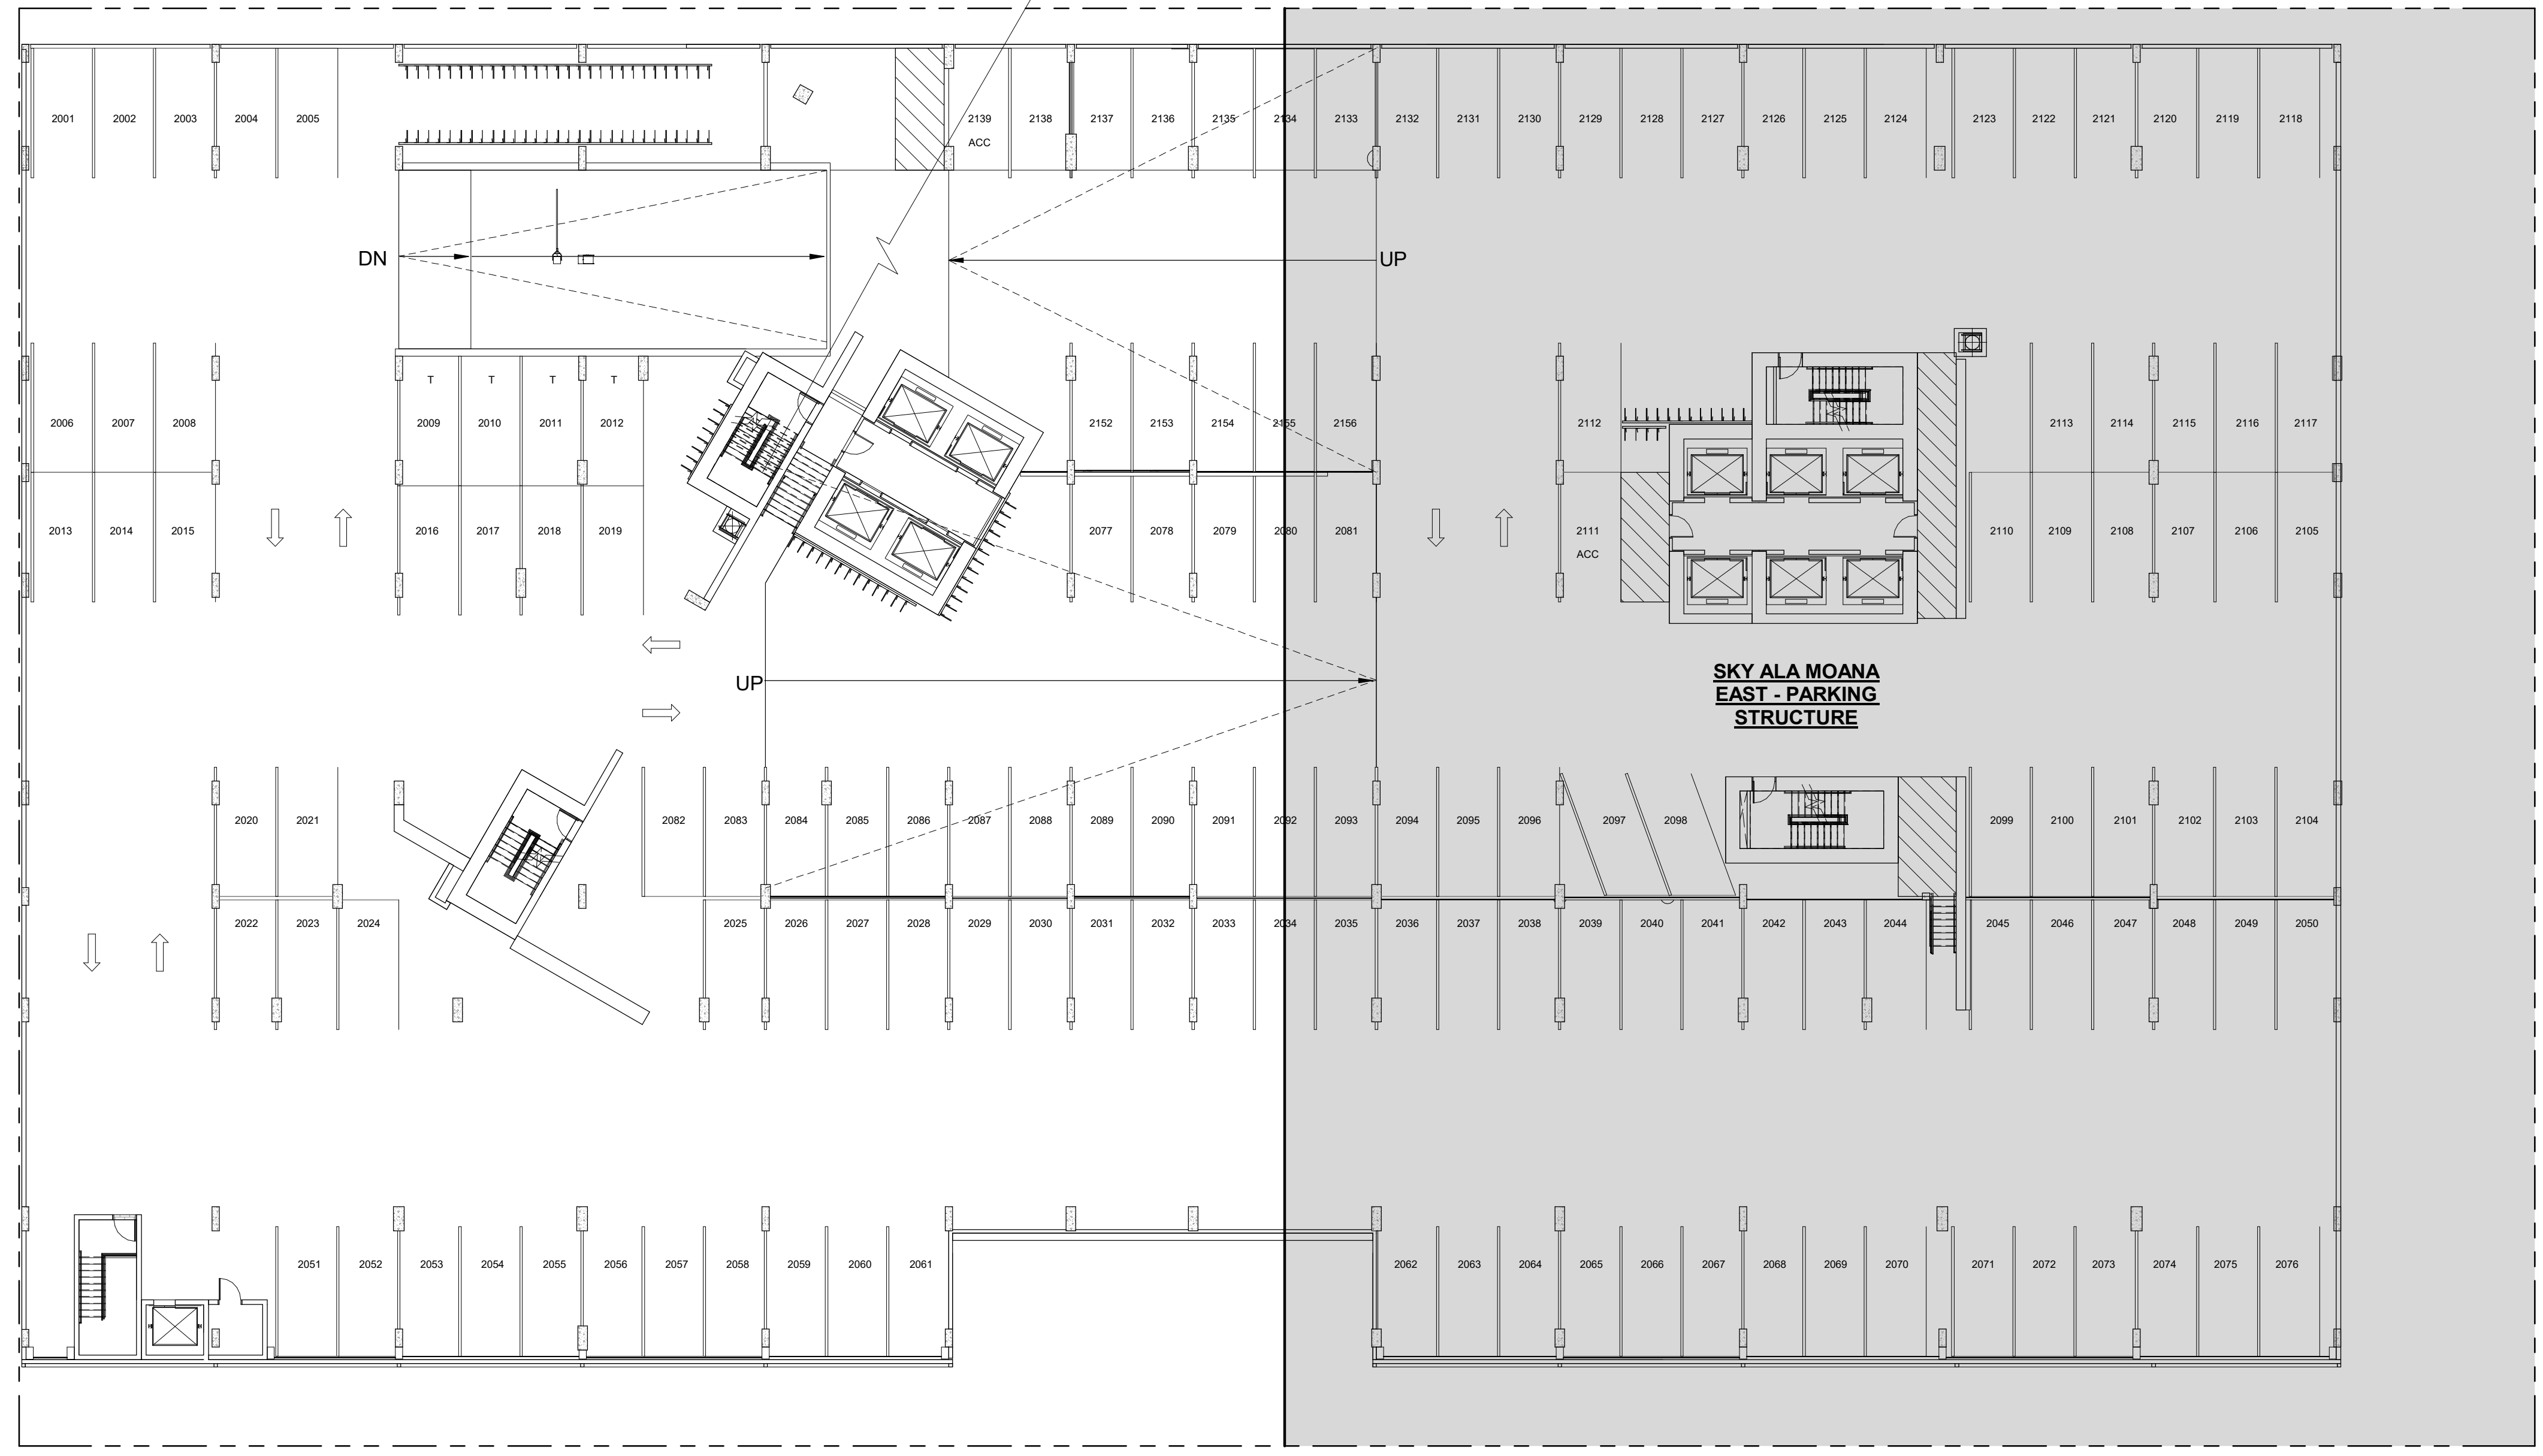 2001 2002 2003 2004 2005 2139 2138 2137 2136 2135 2134 2133 2132 2131 2130 2129 2128 2127 2126 2125 2124 2123 2122 2121 2120 2119 2118
ACC
DN UP
T T T T
2006 2007 2008 2009 2010 2011 2012 2152 2153 2154 2155 2156 2112 2113 2114 2115 2116 2117
2013 2014 2015 2016 2017 2018 2019 2077 2078 2079 2080 2081 2111 2110 2109 2108 2107 2106 2105
ACC
SKY ALA MOANA
EAST - PARKING
STRUCTURE
UP
2020 2021 2082 2083 2084 2085 2086 2087 2088 2089 2090 2091 2092 2093 2094 2095 2096 2097 2098 2099 2100 2101 2102 2103 2104
2022 2023 2024 2025 2026 2027 2028 2029 2030 2031 2032 2033 2034 2035 2036 2037 2038 2039 2040 2041 2042 2043 2044 2045 2046 2047 2048 2049 2050
2051 2052 2053 2054 2055 2056 2057 2058 2059 2060 2061 2062 2063 2064 2065 2066 2067 2068 2069 2070 2071 2072 2073 2074 2075 2076